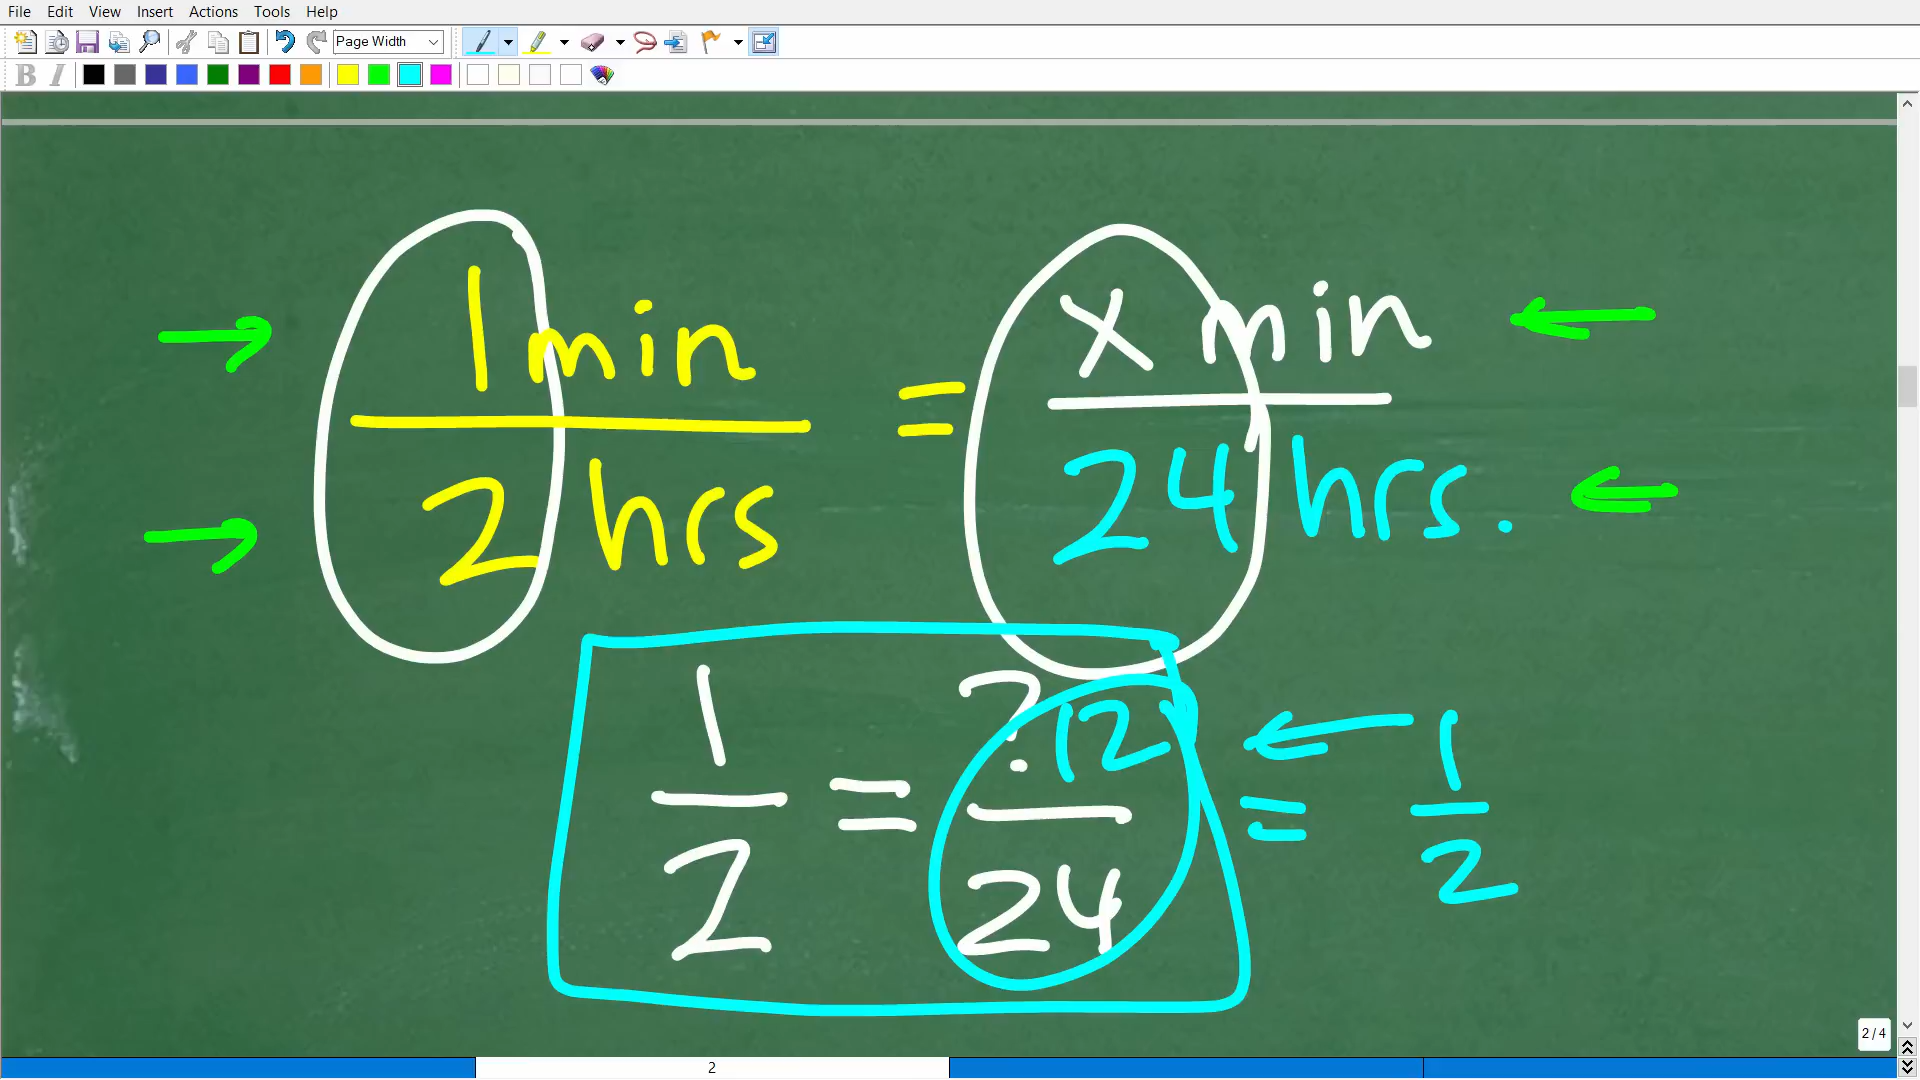 File Edit View Insert Actions Tools Help
Page Width
B I
1 min = x min
2 hrs 24 hrs.
1 = ? 12 = 1
2 24 2
2 / 4
2